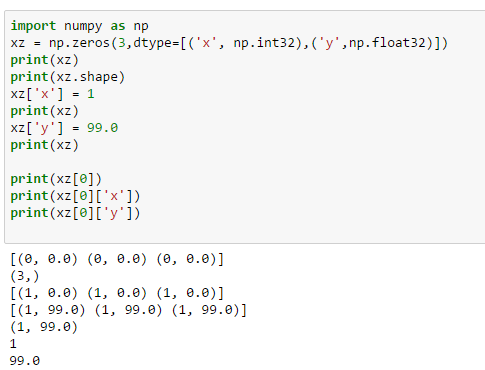 import numpy as np
xz = np.zeros(3,dtype=[('x', np.int32),('y',np.float32)])
print(xz)
print(xz.shape)
xz['x'] = 1
print(xz)
xz['y'] = 99.0
print(xz)
print(xz[0])
print(xz[0]['x'])
print(xz[0]['y'])
[(0, 0.0) (0, 0.0) (0, 0.0)]
(3,)
[(1, 0.0) (1, 0.0) (1, 0.0)]
[(1, 99.0) (1, 99.0) (1, 99.0)]
(1, 99.0)
1
99.0